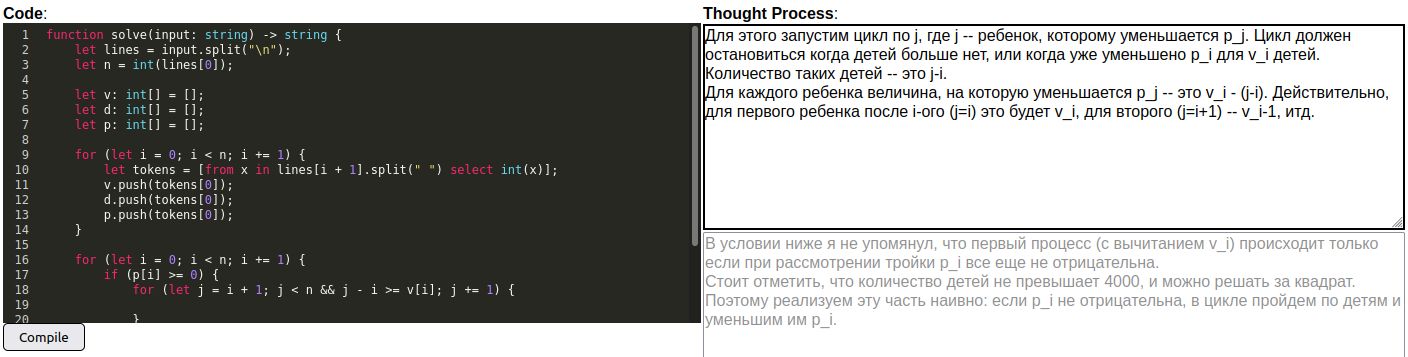 Code:
1 function solve(input: string) -> string {
2 let lines = input.split("\n");
3 let n = int(lines[0]);
4
5 let v: int[] = [];
6 let d: int[] = [];
7 let p: int[] = [];
8
9 for (let i = 0; i < n; i += 1) {
10 let tokens = [from x in lines[i + 1].split(" ") select int(x)];
11 v.push(tokens[0]);
12 d.push(tokens[0]);
13 p.push(tokens[0]);
14 }
15
16 for (let i = 0; i < n; i += 1) {
17 if (p[i] >= 0) {
18 for (let j = i + 1; j < n && j - i >= v[i]; j += 1) {
19
20 }
Compile
Thought Process:
Для этого запустим цикл по j, где j -- ребенок, которому уменьшается p_j. Цикл должен
остановиться когда детей больше нет, или когда уже уменьшено p_i для v_i детей.
Количество таких детей -- это j-i.
Для каждого ребенка величина, на которую уменьшается p_j -- это v_i - (j-i). Действительно,
для первого ребенка после i-ого (j=i) это будет v_i, для второго (j=i+1) -- v_i-1, итд.
В условии ниже я не упомянул, что первый процесс (с вычитанием v_i) происходит только
если при рассмотрении тройки p_i все еще не отрицательна.
Стоит отметить, что количество детей не превышает 4000, и можно решать за квадрат.
Поэтому реализуем эту часть наивно: если p_i не отрицательна, в цикле пройдем по детям и
уменьшим им p_i.